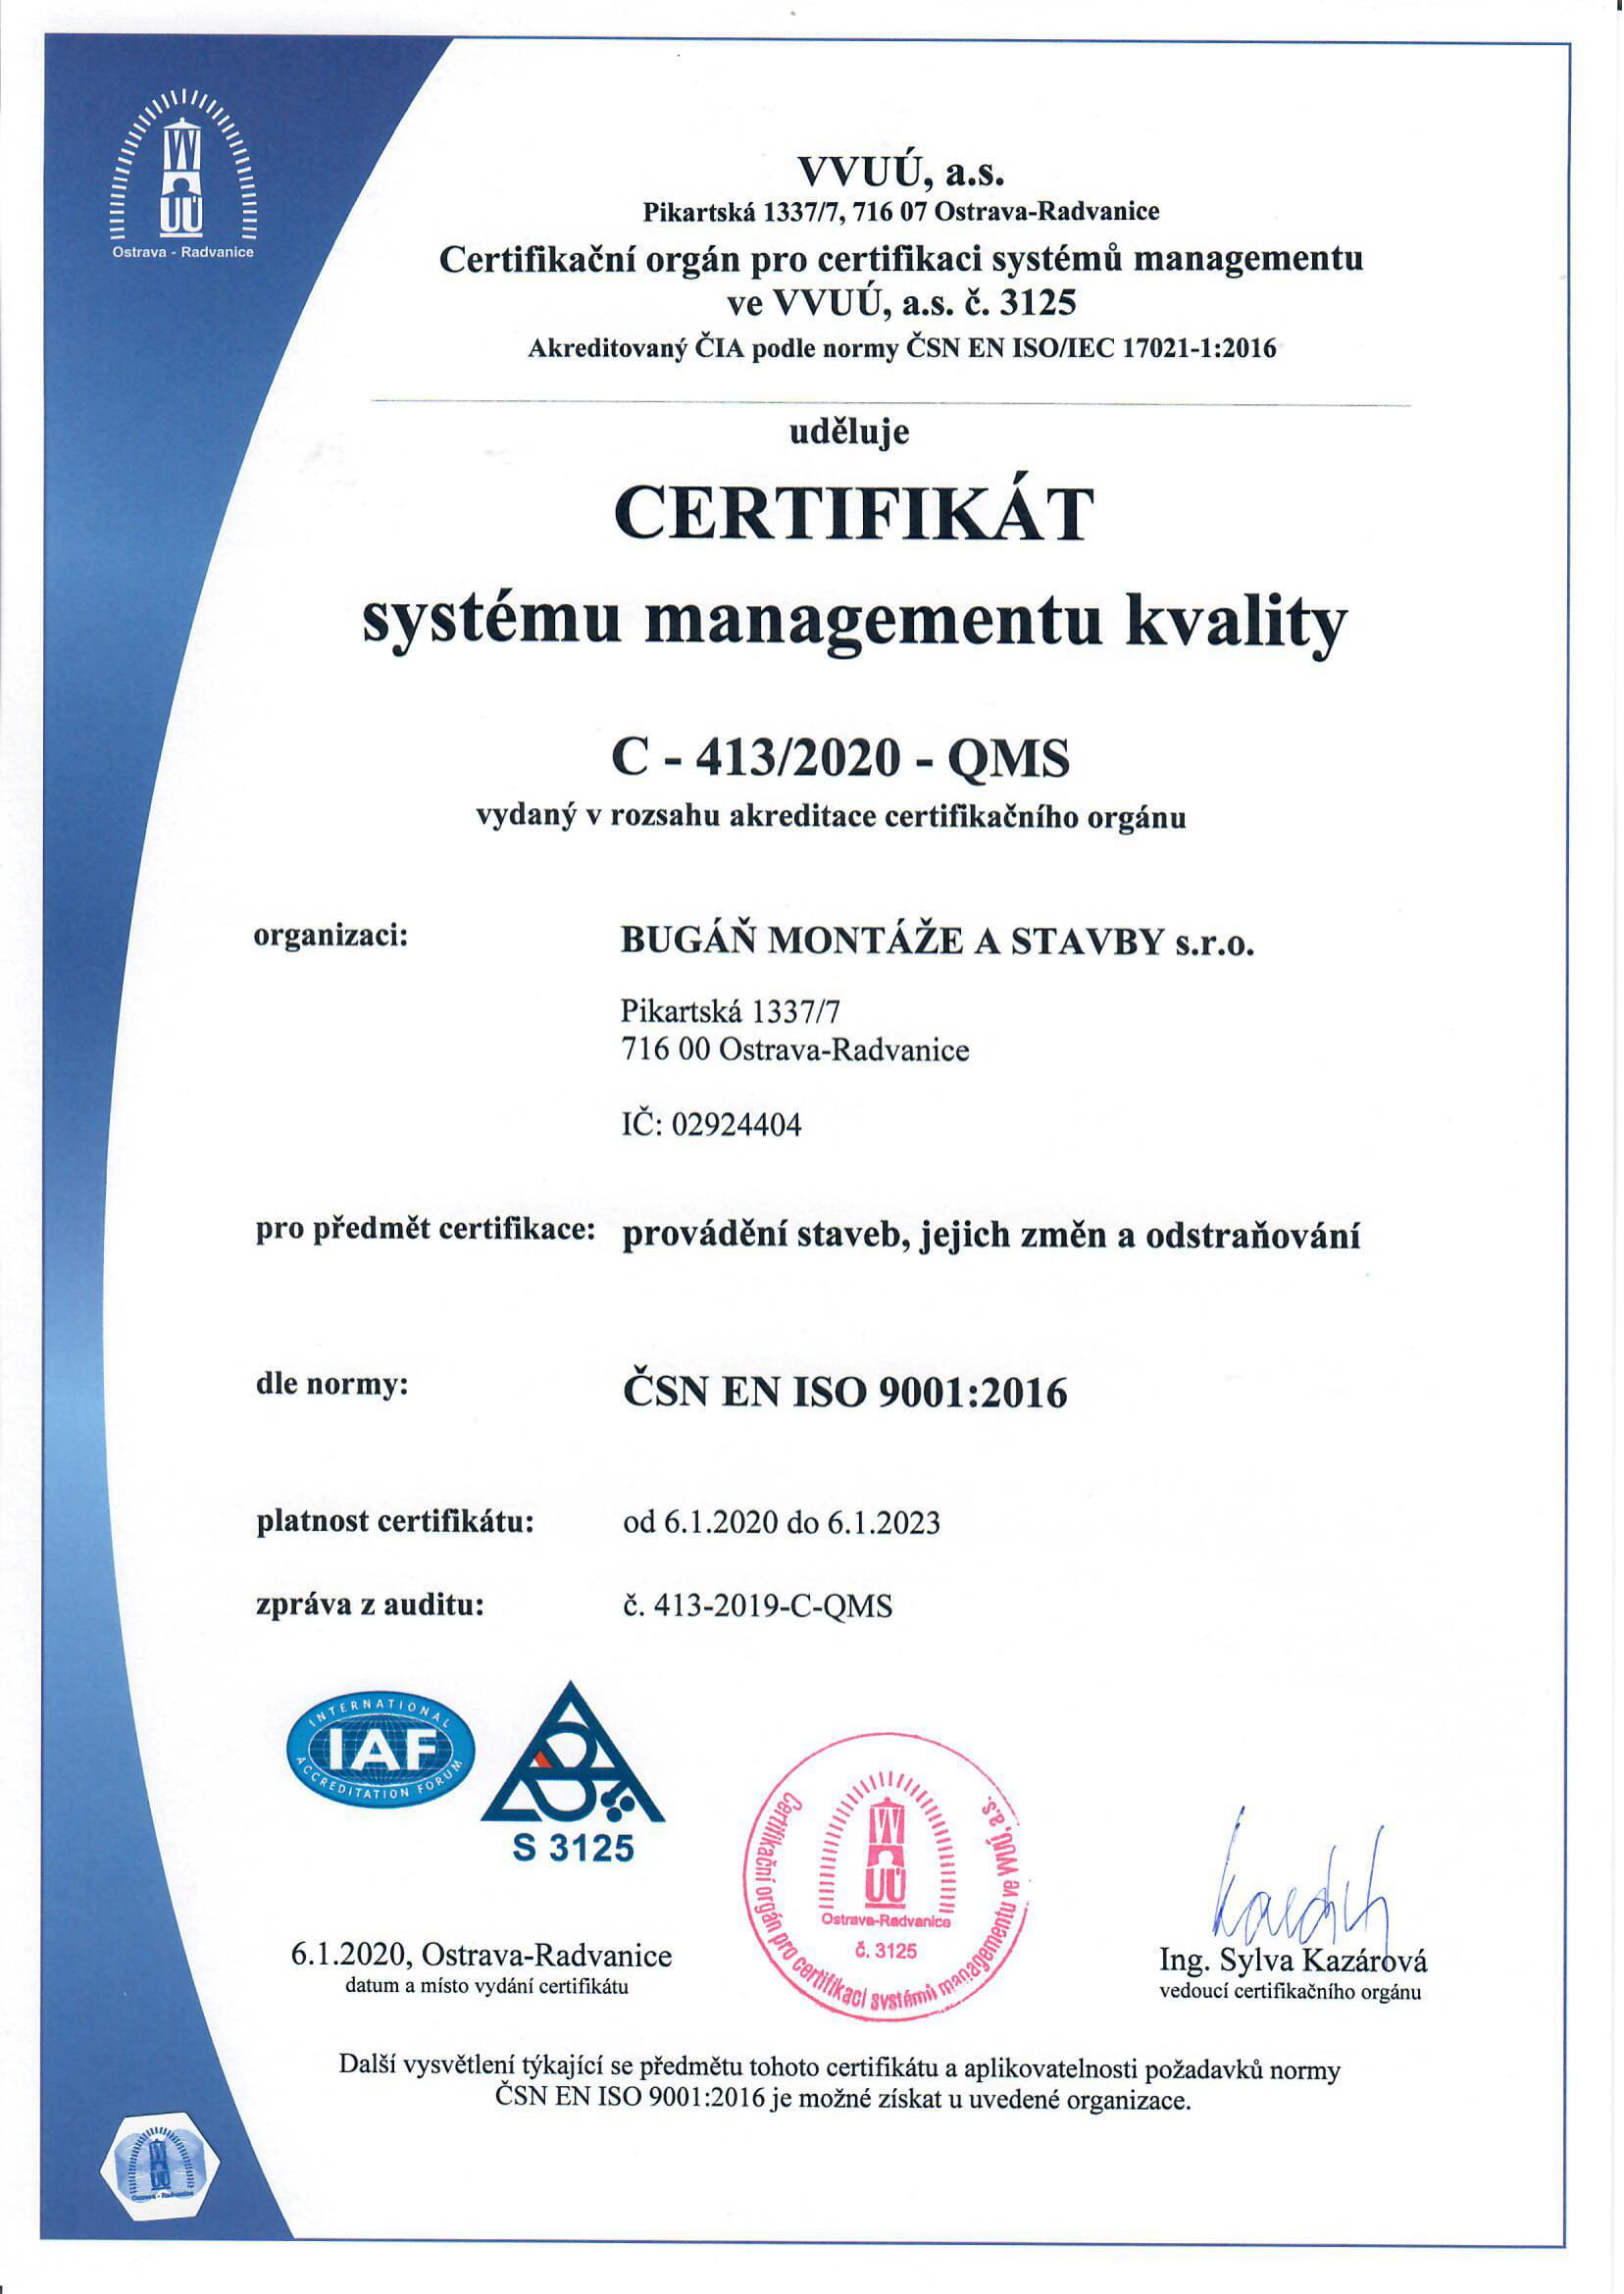 Ostrava - Radvanice
VVUÚ, a.s.
Pikartská 1337/7, 716 07 Ostrava-Radvanice
Certifikační orgán pro certifikaci systémů managementu
ve VVUÚ, a.s. č. 3125
Akreditovaný ČIA podle normy ČSN EN ISO/IEC 17021-1:2016
uděluje
CERTIFIKÁT
systému managementu kvality
C - 413/2020 - QMS
vydaný v rozsahu akreditace certifikačního orgánu
organizaci: BUGÁŇ MONTÁŽE A STAVBY s.r.o.
Pikartská 1337/7
716 00 Ostrava-Radvanice
IČ: 02924404
pro předmět certifikace: provádění staveb, jejich změn a odstraňování
dle normy: ČSN EN ISO 9001:2016
platnost certifikátu: od 6.1.2020 do 6.1.2023
zpráva z auditu: č. 413-2019-C-QMS
INTERNATIONAL
IAF
ACCREDITATION FORUM
S 3125
Certifikační orgán pro certifikaci systémů managementu ve VVUÚ, a.s.
VVUÚ
Ostrava-Radvanice
č. 3125
6.1.2020, Ostrava-Radvanice
datum a místo vydání certifikátu
Ing. Sylva Kazárová
vedoucí certifikačního orgánu
Další vysvětlení týkající se předmětu tohoto certifikátu a aplikovatelnosti požadavků normy
ČSN EN ISO 9001:2016 je možné získat u uvedené organizace.
Ostrava - Radvanice